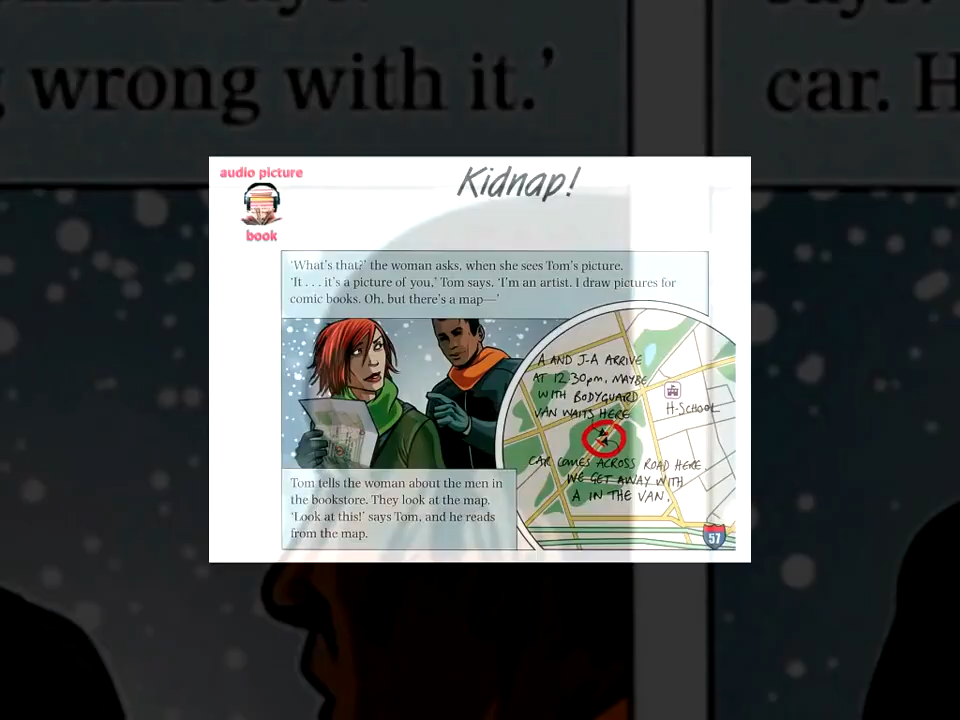 wrong with it.’
car. H
audio picture
book
Kidnap!
‘What’s that?’ the woman asks, when she sees Tom’s picture.
‘It . . . it’s a picture of you,’ Tom says. ‘I’m an artist. I draw pictures for
comic books. Oh, but there’s a map—’
A AND J-A ARRIVE
AT 12.30pm, MAYBE
WITH BODYGUARD
VAN WAITS HERE
H-SCHOOL
CAR COMES ACROSS ROAD HERE.
WE GET AWAY WITH
A IN THE VAN.
57
Tom tells the woman about the men in
the bookstore. They look at the map.
‘Look at this!’ says Tom, and he reads
from the map.